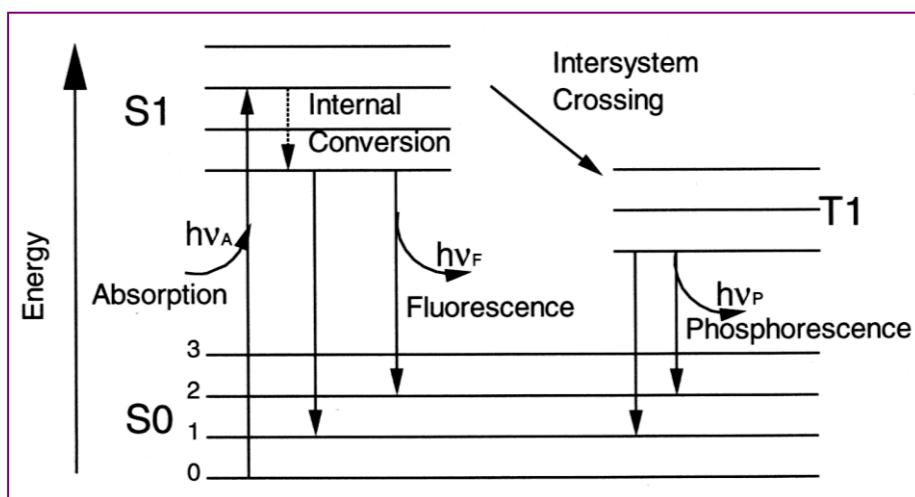 Intersystem
Crossing
S1
Internal
Conversion
T1
hνA
hνF
hνP
Absorption
Fluorescence
Phosphorescence
Energy
3
2
S0
1
0